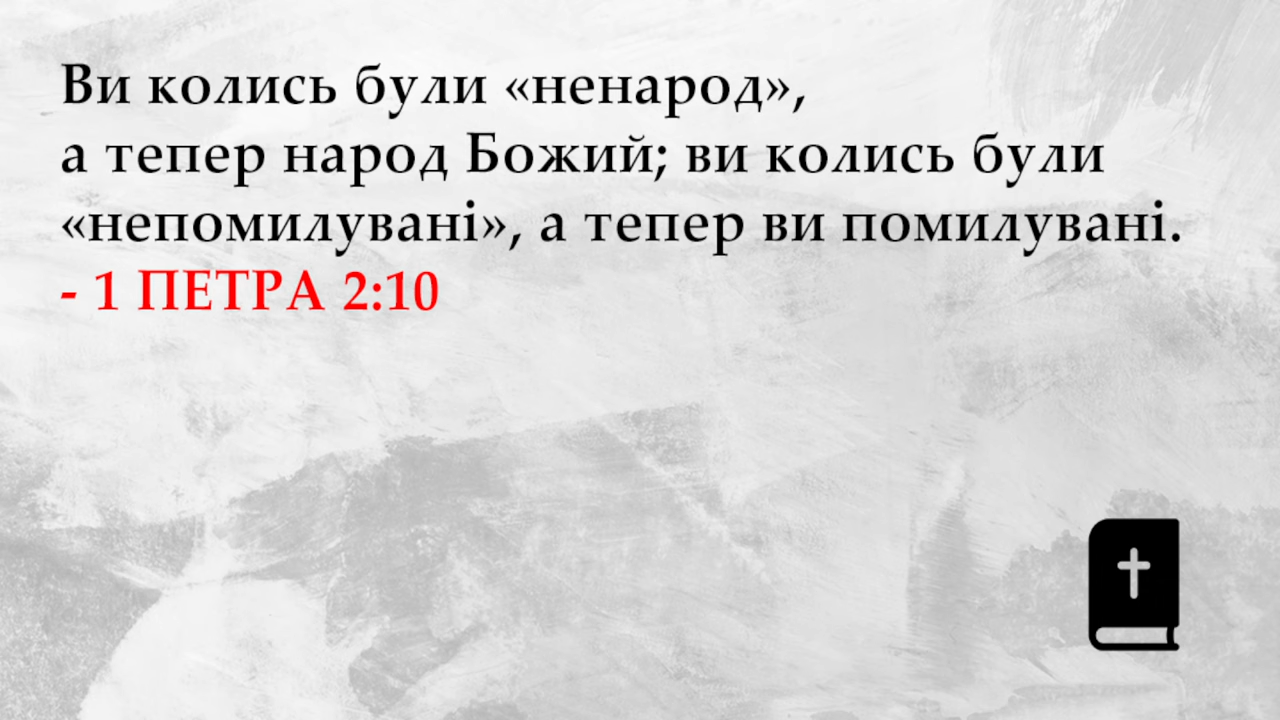 Ви колись були «ненарод»,
а тепер народ Божий; ви колись були
«непомилувані», а тепер ви помилувані.
- 1 ПЕТРА 2:10